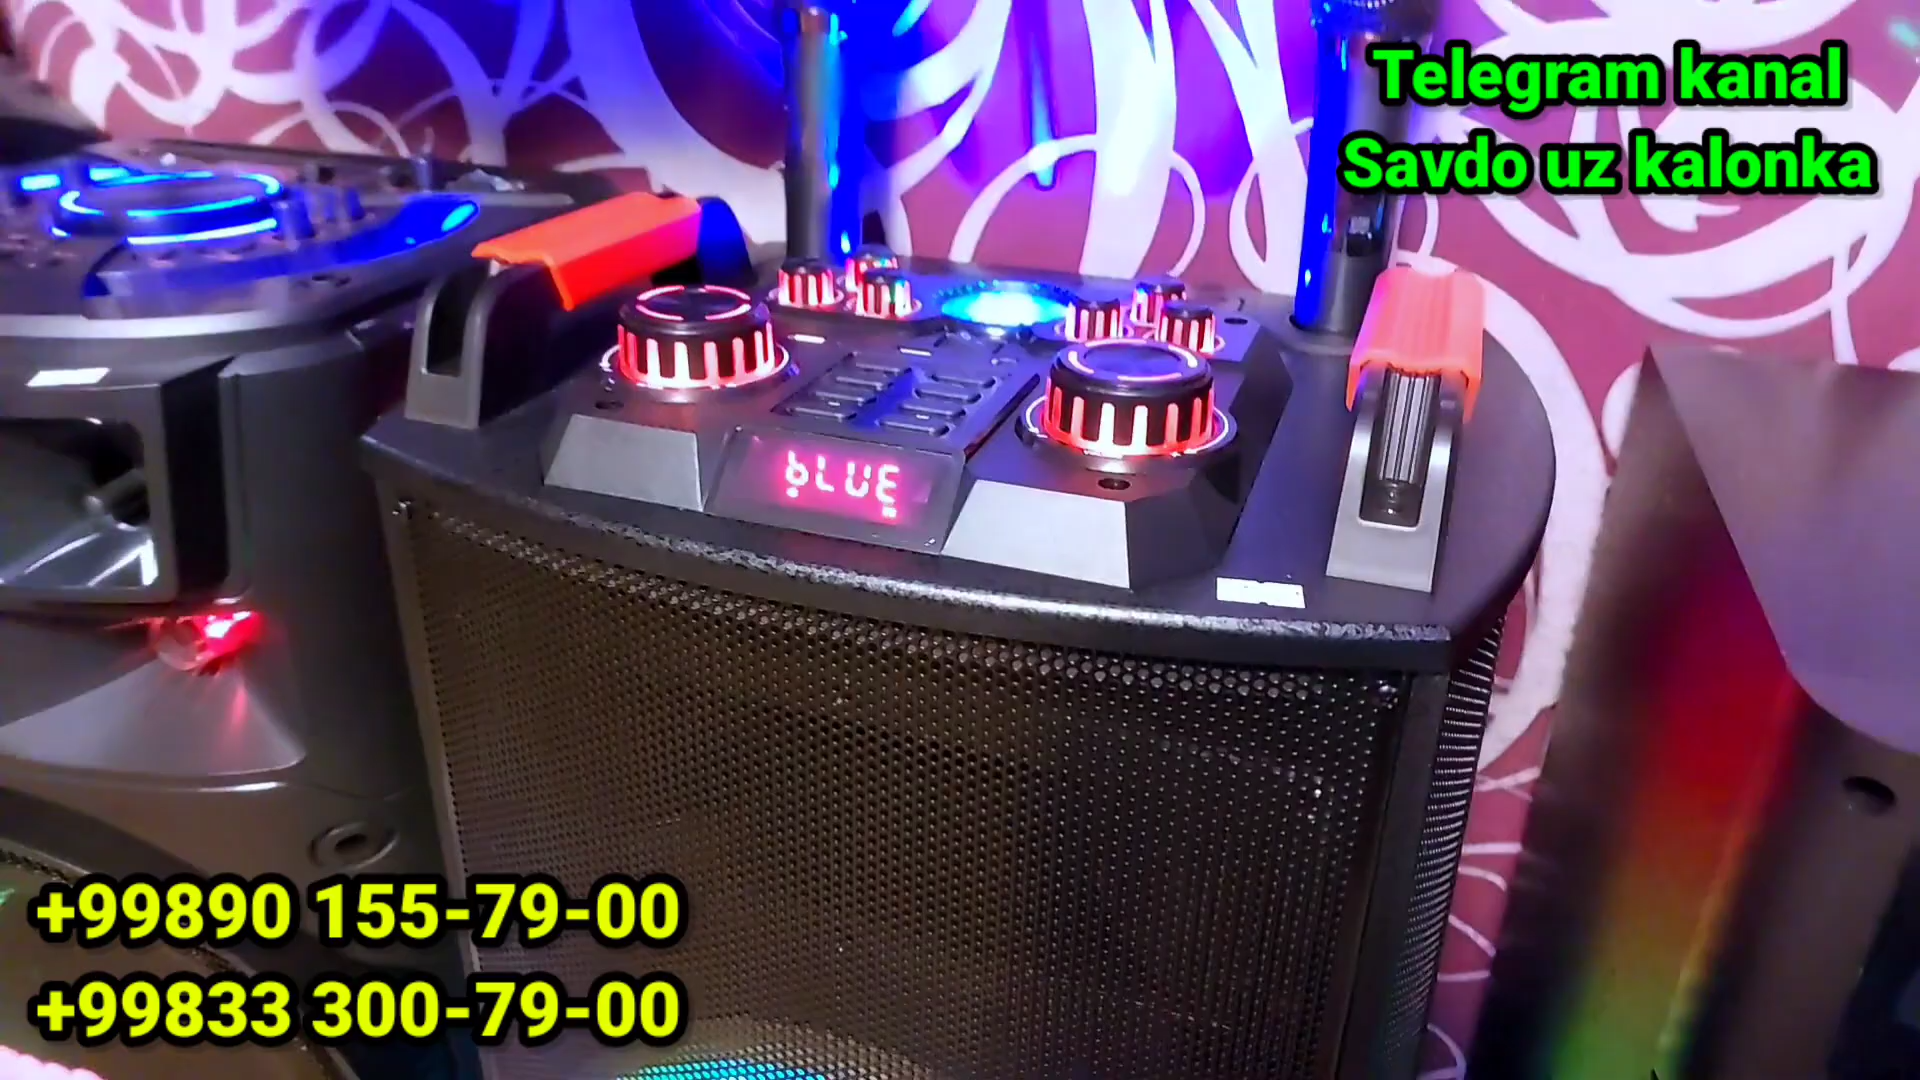 Telegram kanal
Savdo uz kalonka
bLUE
+99890 155-79-00
+99833 300-79-00